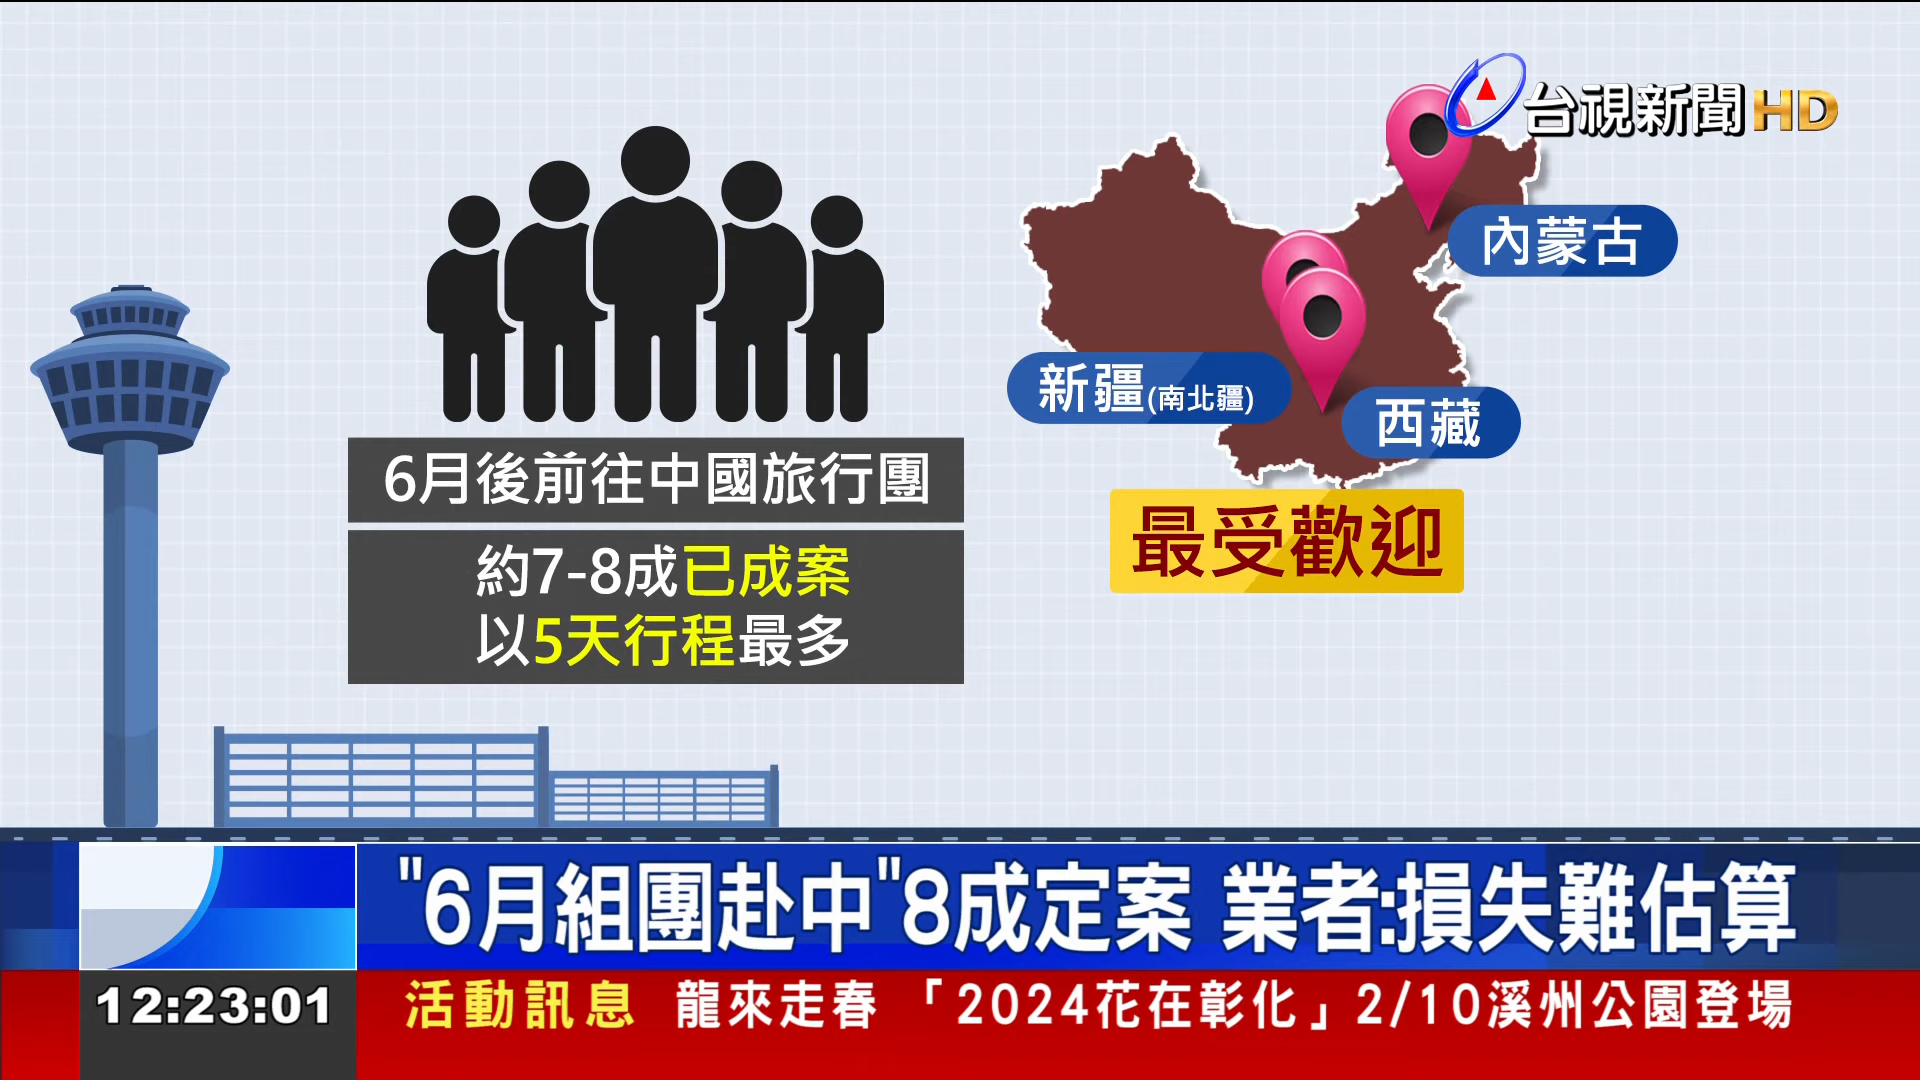 台視新聞HD
內蒙古
新疆(南北疆)
西藏
最受歡迎
6月後前往中國旅行團
約7-8成已成案
以5天行程最多
"6月組團赴中"8成定案 業者:損失難估算
12:23:01
活動訊息 龍來走春 「2024花在彰化」2/10溪州公園登場